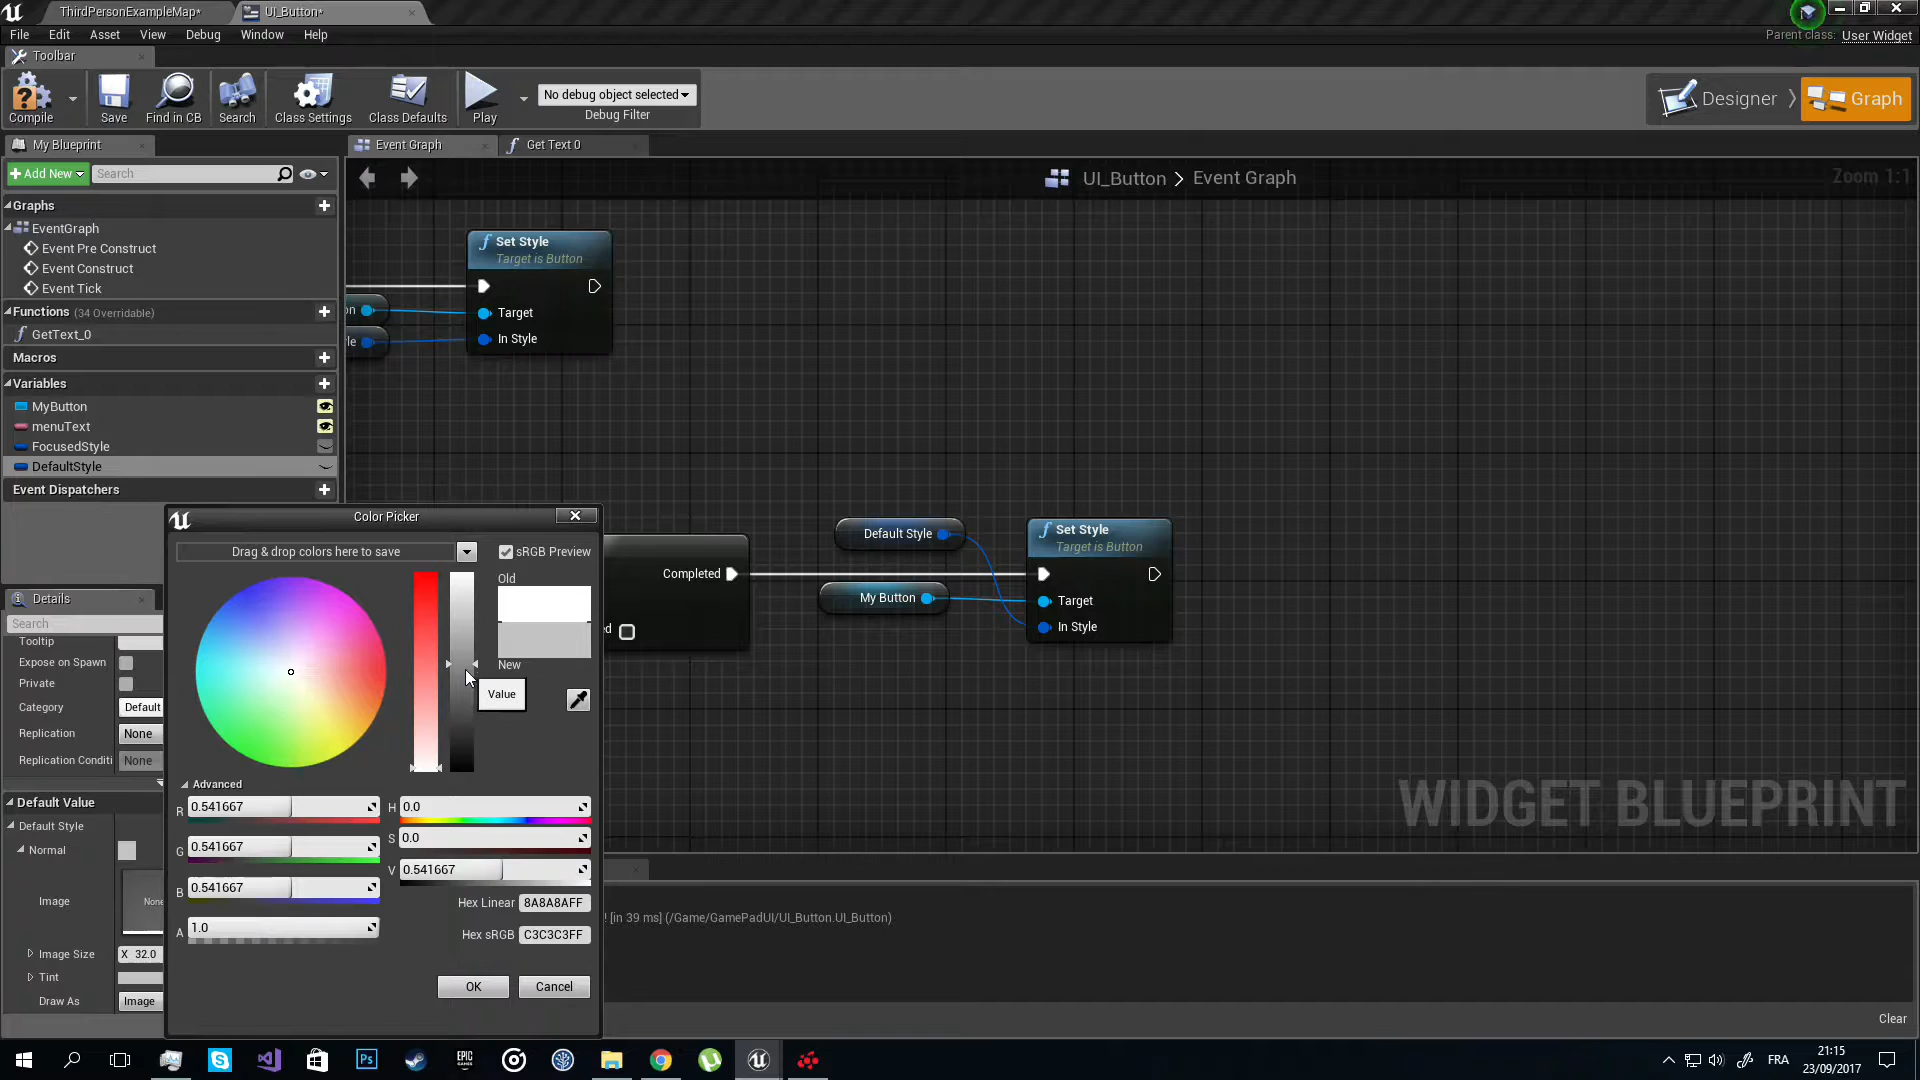 ThirdPersonExampleMap*
UI_Button*
File Edit Asset View Debug Window Help
Parent class: User Widget
Toolbar
Compile
Save
Find in CB
Search
Class Settings
Class Defaults
Play
No debug object selected
Debug Filter
Designer
Graph
My Blueprint
Event Graph
Get Text 0
Add New
Search
UI_Button > Event Graph
Zoom 1:1
Graphs
EventGraph
Event Pre Construct
Event Construct
Event Tick
Functions (34 Overridable)
GetText_0
Macros
Variables
MyButton
menuText
FocusedStyle
DefaultStyle
Event Dispatchers
Set Style
Target is Button
on
Target
le
In Style
Color Picker
Drag & drop colors here to save
sRGB Preview
Old
New
Value
Advanced
R 0.541667
G 0.541667
B 0.541667
A 1.0
H 0.0
S 0.0
V 0.541667
Hex Linear 8A8A8AFF
Hex sRGB C3C3C3FF
OK
Cancel
Completed
ed
Default Style
My Button
Set Style
Target is Button
Target
In Style
WIDGET BLUEPRINT
Details
Search
Tooltip
Expose on Spawn
Private
Category Default
Replication None
Replication Conditi None
Default Value
Default Style
Normal
Image None
Image Size X 32.0
Tint
Draw As Image
! [in 39 ms] (/Game/GamePadUI/UI_Button.UI_Button)
Clear
Ps
EPIC GAMES
FRA
21:15
23/09/2017